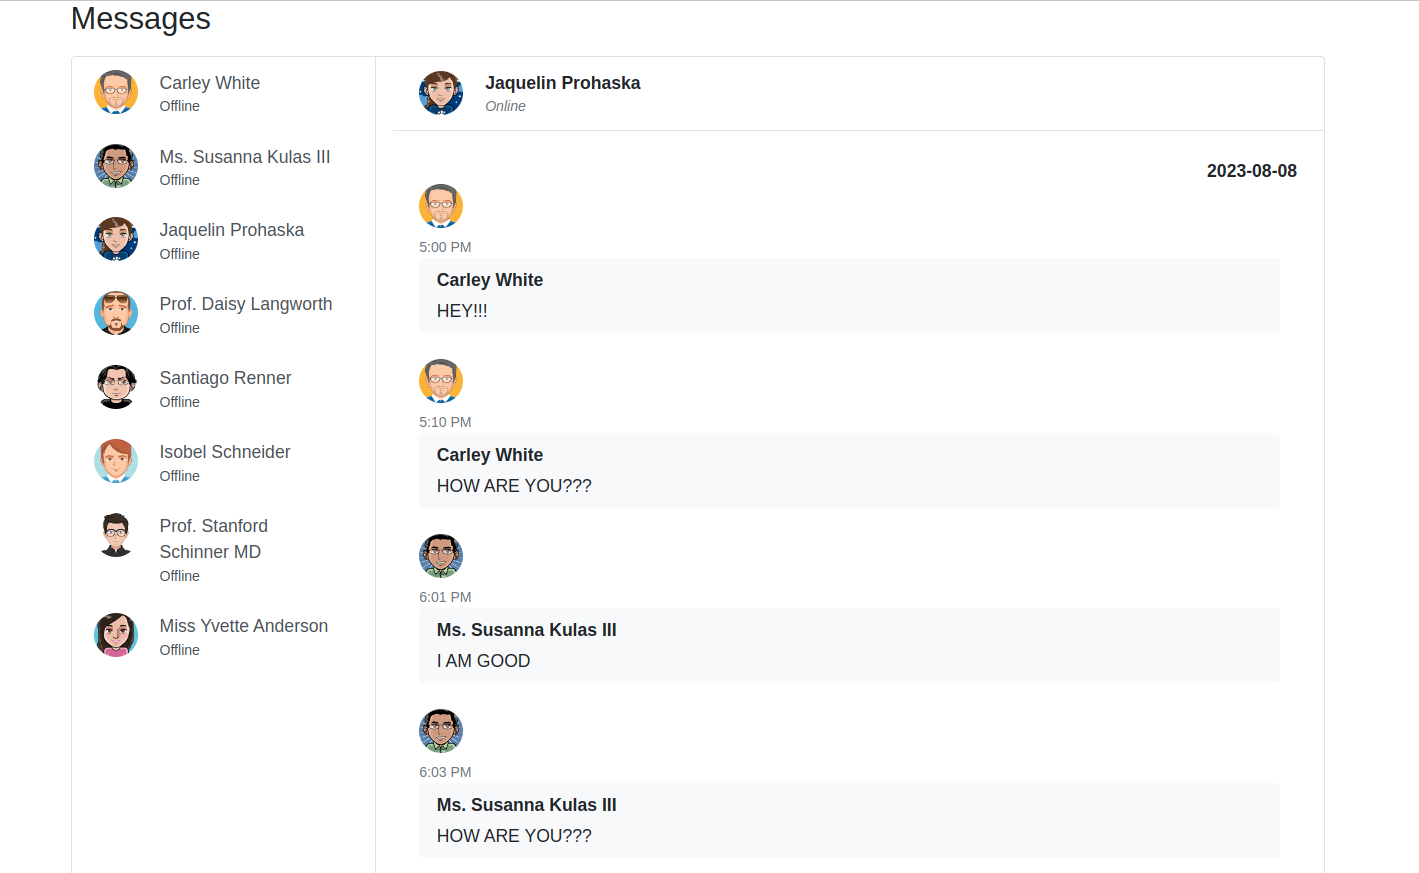 Messages
Carley White
Offline
Ms. Susanna Kulas III
Offline
Jaquelin Prohaska
Offline
Prof. Daisy Langworth
Offline
Santiago Renner
Offline
Isobel Schneider
Offline
Prof. Stanford
Schinner MD
Offline
Miss Yvette Anderson
Offline
Jaquelin Prohaska
Online
2023-08-08
5:00 PM
Carley White
HEY!!!
5:10 PM
Carley White
HOW ARE YOU???
6:01 PM
Ms. Susanna Kulas III
I AM GOOD
6:03 PM
Ms. Susanna Kulas III
HOW ARE YOU???